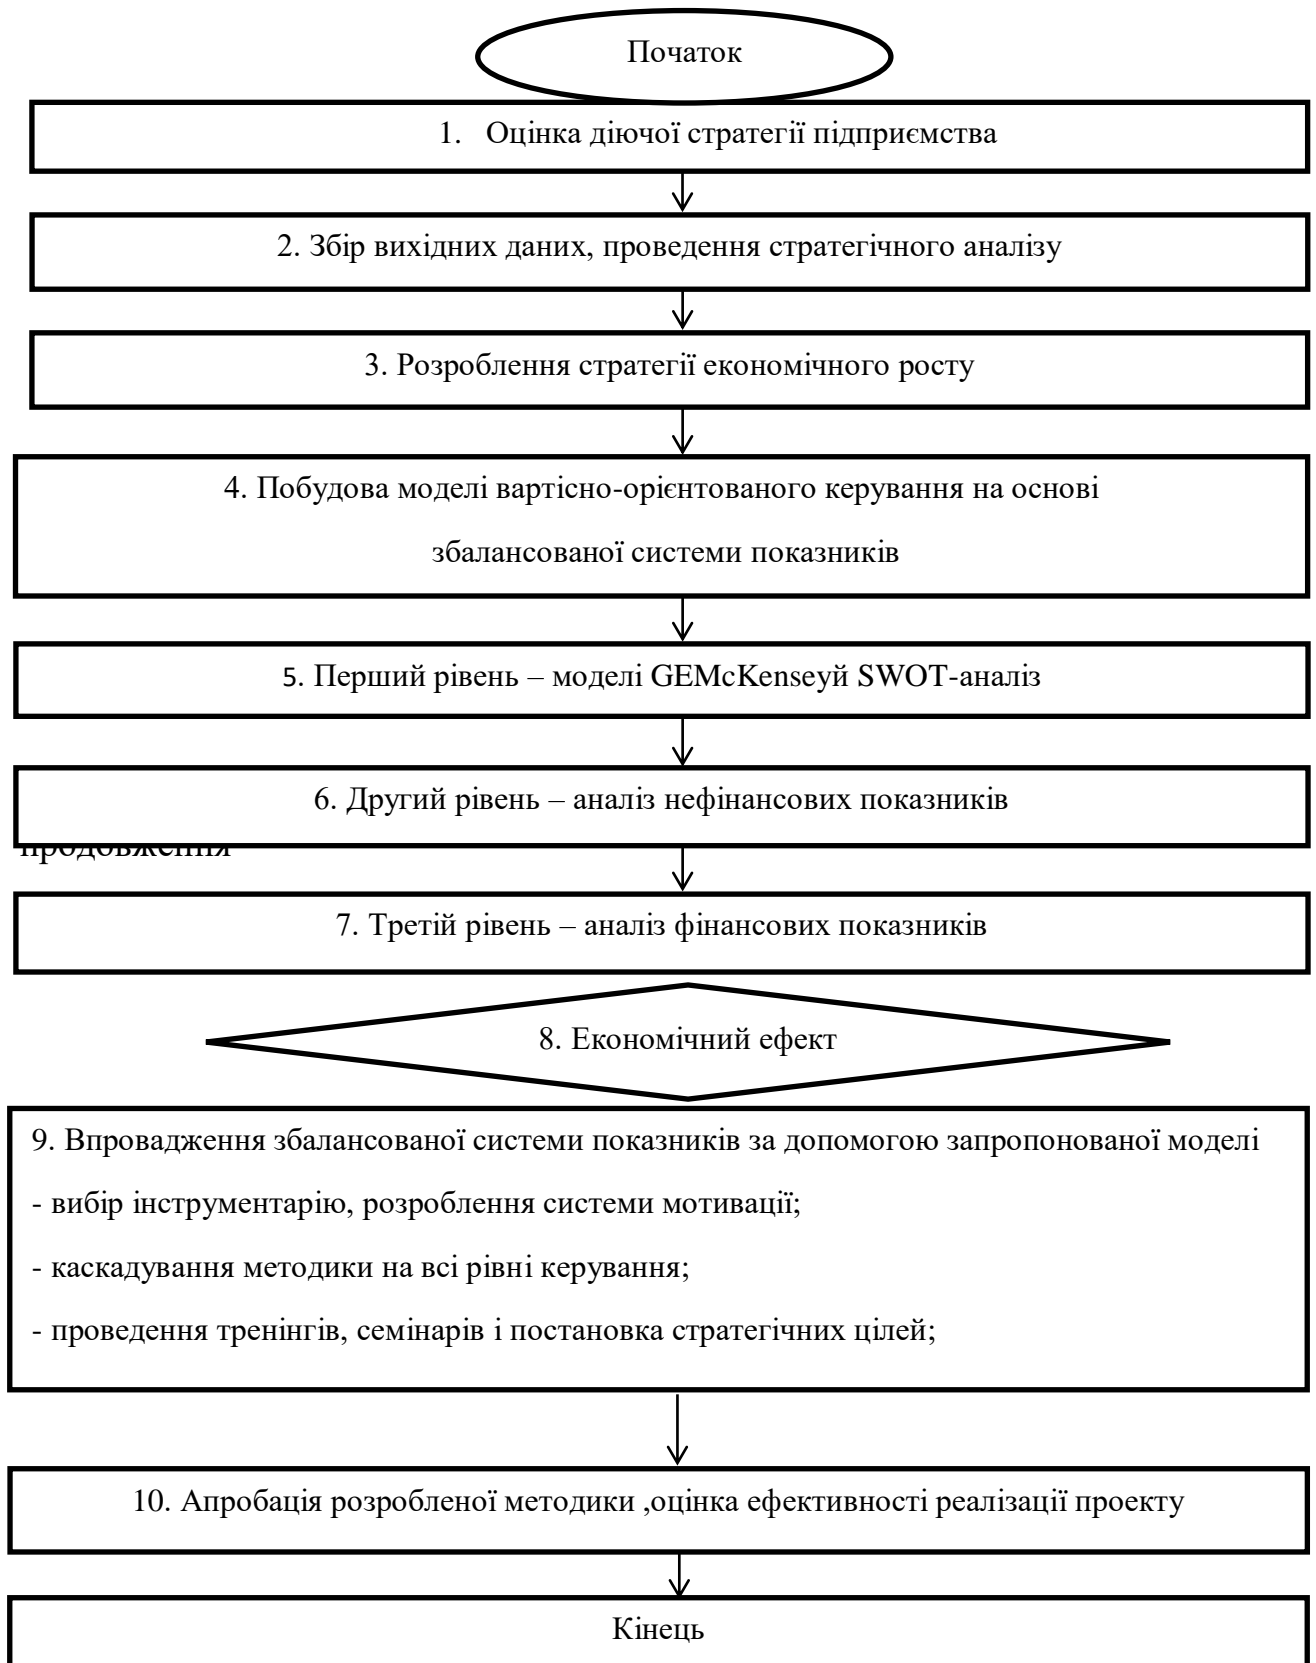 Початок
1. Оцінка діючої стратегії підприємства
2. Збір вихідних даних, проведення стратегічного аналізу
3. Розроблення стратегії економічного росту
4. Побудова моделі вартісно-орієнтованого керування на основі
збалансованої системи показників
5. Перший рівень – моделі GEMcKenseyй SWOT-аналіз
6. Другий рівень – аналіз нефінансових показників
продовження
7. Третій рівень – аналіз фінансових показників
8. Економічний ефект
9. Впровадження збалансованої системи показників за допомогою запропонованої моделі
- вибір інструментарію, розроблення системи мотивації;
- каскадування методики на всі рівні керування;
- проведення тренінгів, семінарів і постановка стратегічних цілей;
10. Апробація розробленої методики ,оцінка ефективності реалізації проекту
Кінець